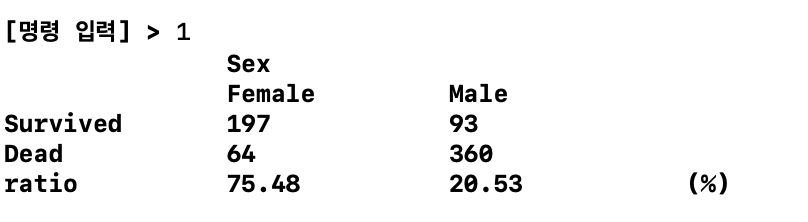 [명령 입력] > 1
Sex
Female Male
Survived 197 93
Dead 64 360
ratio 75.48 20.53 (%)